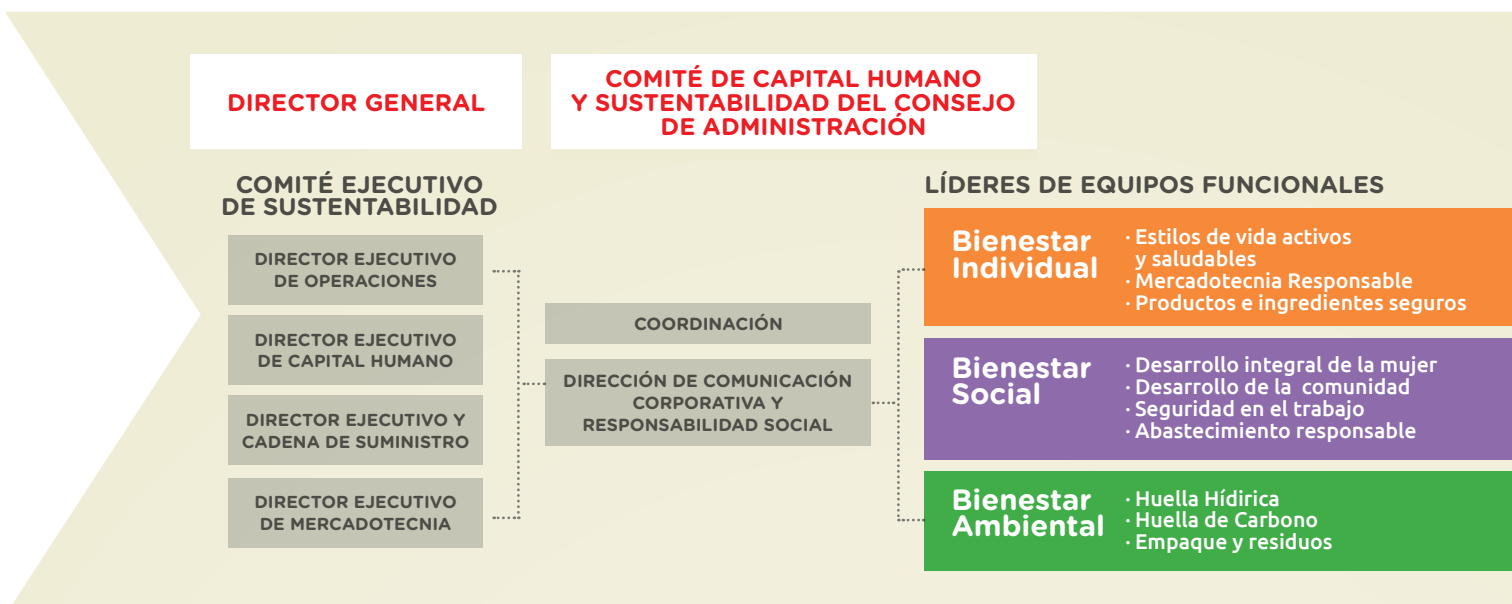 DIRECTOR GENERAL
COMITÉ DE CAPITAL HUMANO
Y SUSTENTABILIDAD DEL CONSEJO
DE ADMINISTRACIÓN
COMITÉ EJECUTIVO
DE SUSTENTABILIDAD
DIRECTOR EJECUTIVO
DE OPERACIONES
DIRECTOR EJECUTIVO
DE CAPITAL HUMANO
DIRECTOR EJECUTIVO Y
CADENA DE SUMINISTRO
DIRECTOR EJECUTIVO
DE MERCADOTECNIA
COORDINACIÓN
DIRECCIÓN DE COMUNICACIÓN
CORPORATIVA Y
RESPONSABILIDAD SOCIAL
LÍDERES DE EQUIPOS FUNCIONALES
Bienestar
Individual
· Estilos de vida activos
y saludables
· Mercadotecnia Responsable
· Productos e ingredientes seguros
Bienestar
Social
· Desarrollo integral de la mujer
· Desarrollo de la comunidad
· Seguridad en el trabajo
· Abastecimiento responsable
Bienestar
Ambiental
· Huella Hídirica
· Huella de Carbono
· Empaque y residuos